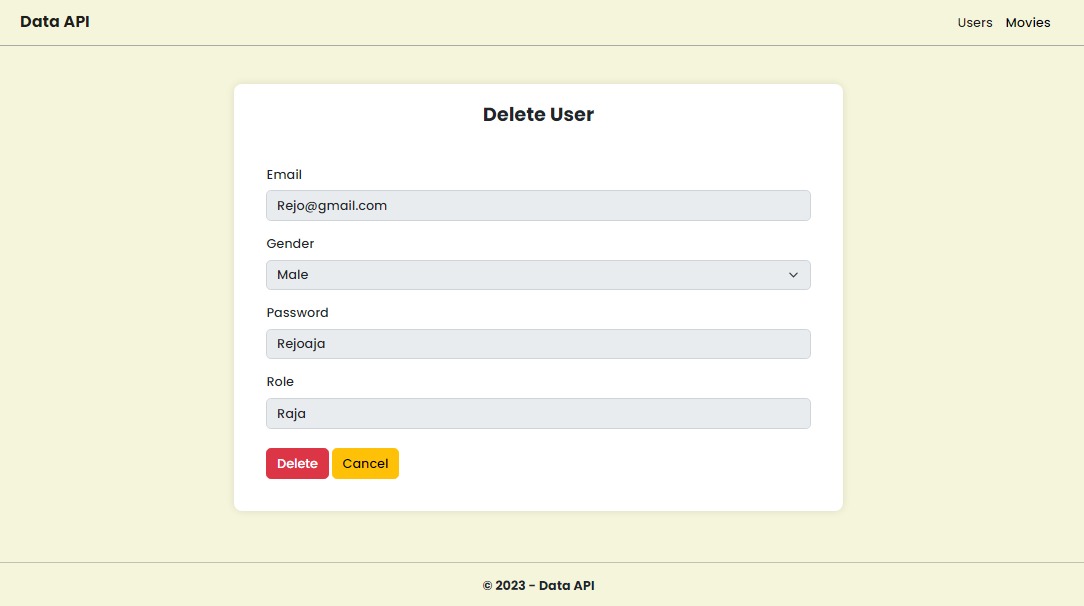 Data API
Users Movies
Delete User
Email
Rejo@gmail.com
Gender
Male
Password
Rejoaja
Role
Raja
Delete Cancel
© 2023 - Data API